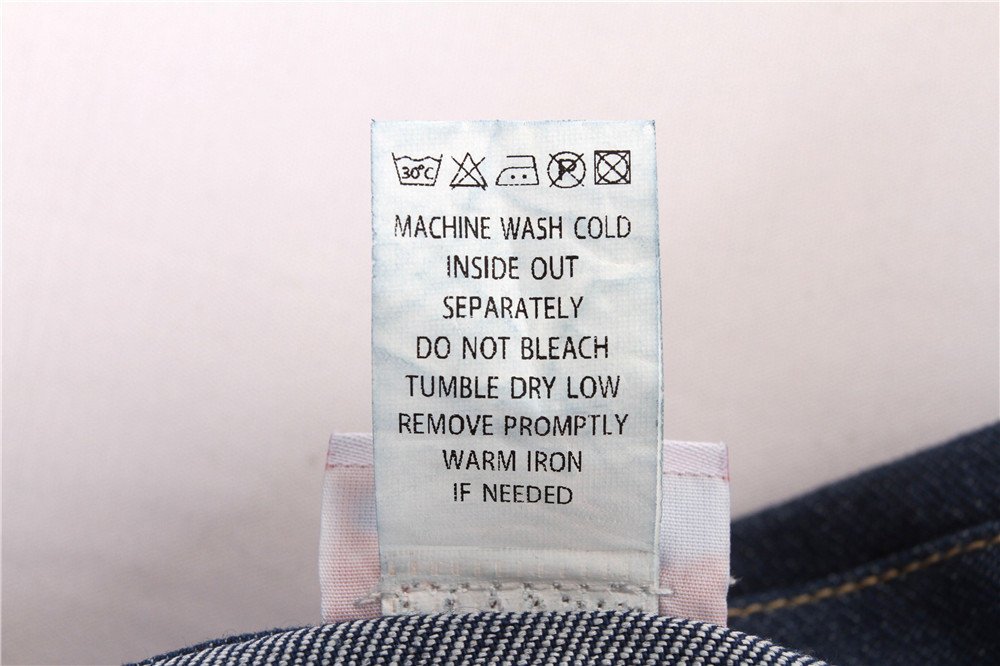 30°C P
MACHINE WASH COLD
INSIDE OUT
SEPARATELY
DO NOT BLEACH
TUMBLE DRY LOW
REMOVE PROMPTLY
WARM IRON
IF NEEDED